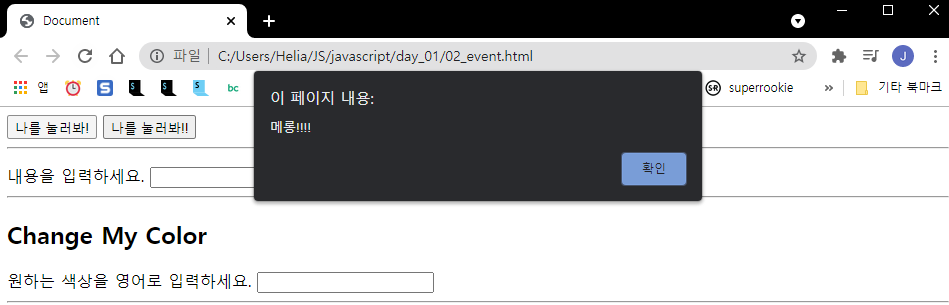 Document
파일 | C:/Users/Helia/JS/javascript/day_01/02_event.html
J
앱
S
bc
SR superrookie
»
기타 북마크
이 페이지 내용:
메롱!!!!
확인
나를 눌러봐! 나를 눌러봐!!
내용을 입력하세요.
Change My Color
원하는 색상을 영어로 입력하세요.